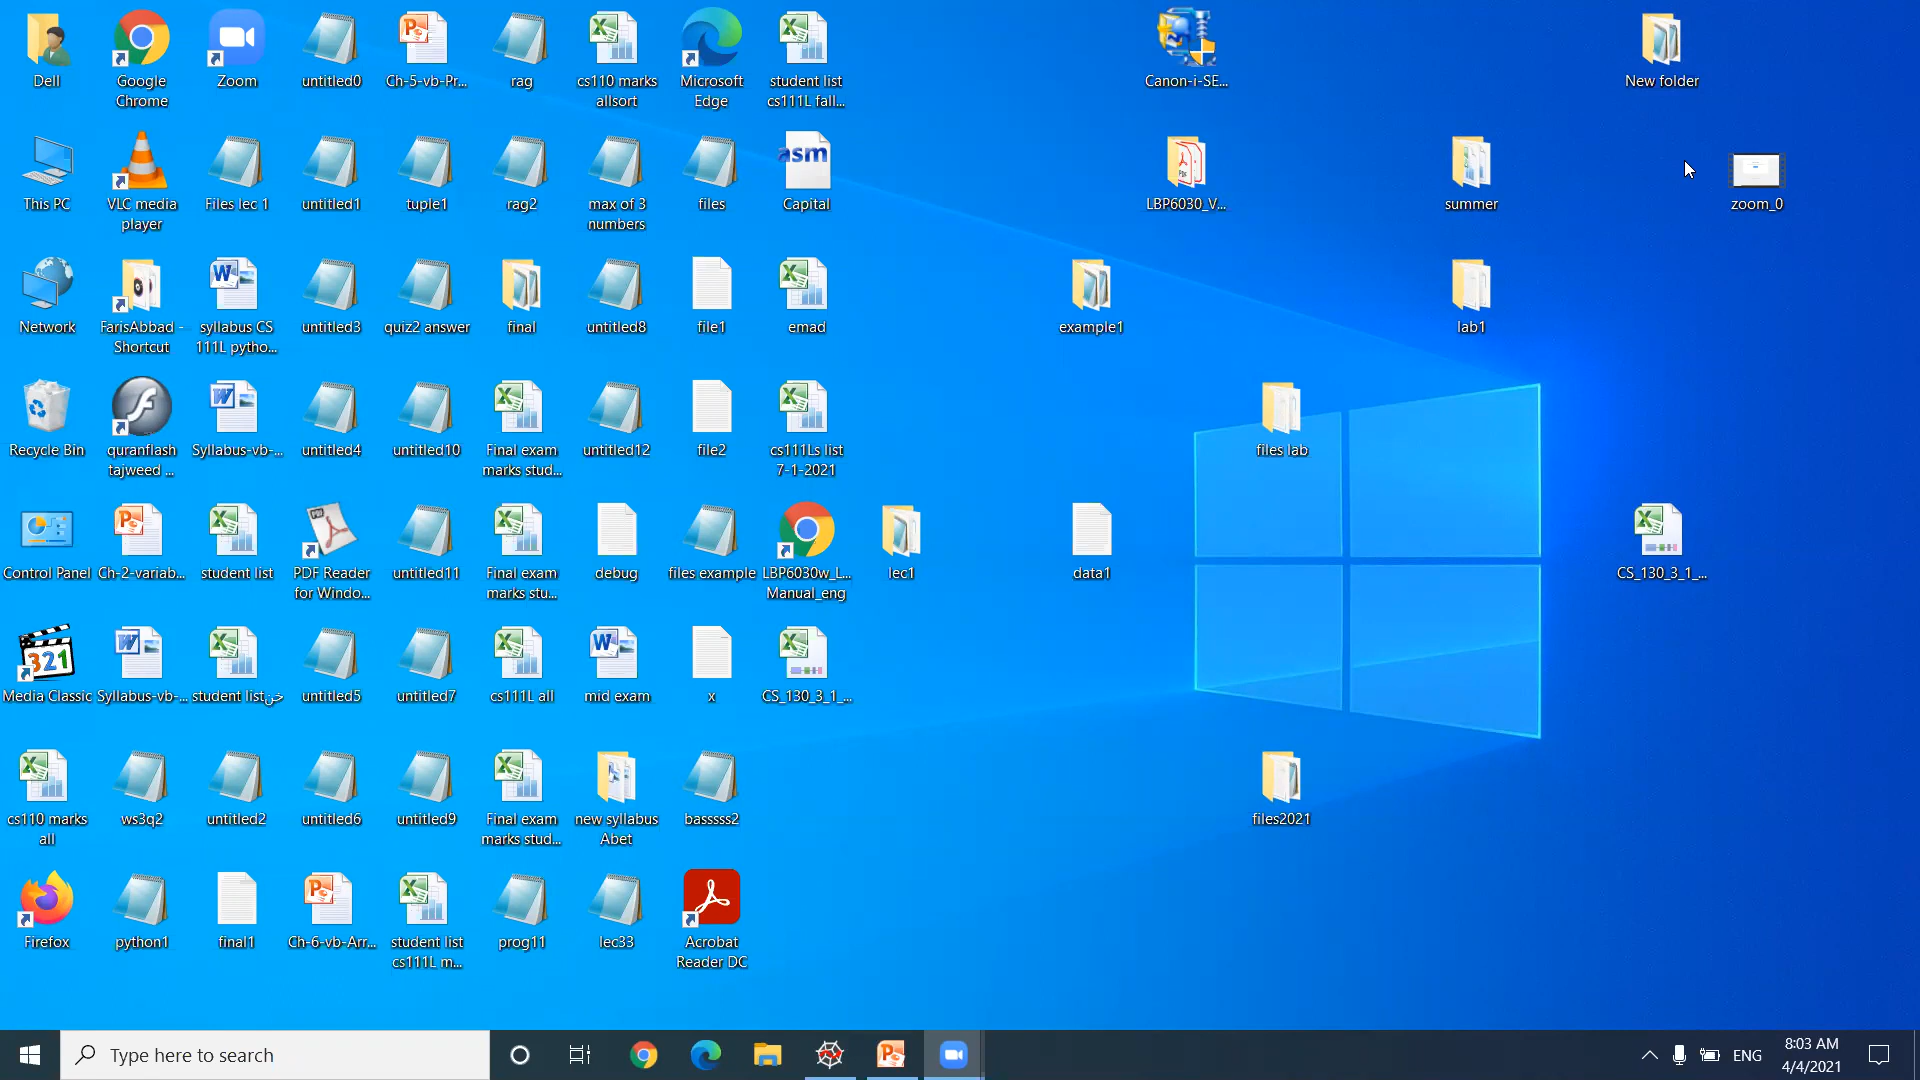 Dell
Google
Chrome
Zoom
untitled0
Ch-5-vb-Pr...
rag
cs110 marks
allsort
Microsoft
Edge
student list
cs111L fall...
Canon-i-SE...
New folder
This PC
VLC media
player
Files lec 1
untitled1
tuple1
rag2
max of 3
numbers
files
asm
Capital
LBP6030_V...
summer
zoom_0
Network
FarisAbbad -
Shortcut
syllabus CS
111L pytho...
untitled3
quiz2 answer
final
untitled8
file1
emad
example1
lab1
Recycle Bin
quranflash
tajweed ...
Syllabus-vb-...
untitled4
untitled10
Final exam
marks stud...
untitled12
file2
cs111Ls list
7-1-2021
files lab
Control Panel
Ch-2-variab...
student list
PDF Reader
for Windo...
untitled11
Final exam
marks stu...
debug
files example
LBP6030w_L...
Manual_eng
lec1
data1
CS_130_3_1_...
321
Media Classic
Syllabus-vb-...
student listخن
untitled5
untitled7
cs111L all
mid exam
x
CS_130_3_1_...
cs110 marks
all
ws3q2
untitled2
untitled6
untitled9
Final exam
marks stud...
new syllabus
Abet
basssss2
files2021
Firefox
python1
final1
Ch-6-vb-Arr...
student list
cs111L m...
prog11
lec33
Acrobat
Reader DC
Type here to search
ENG
8:03 AM
4/4/2021